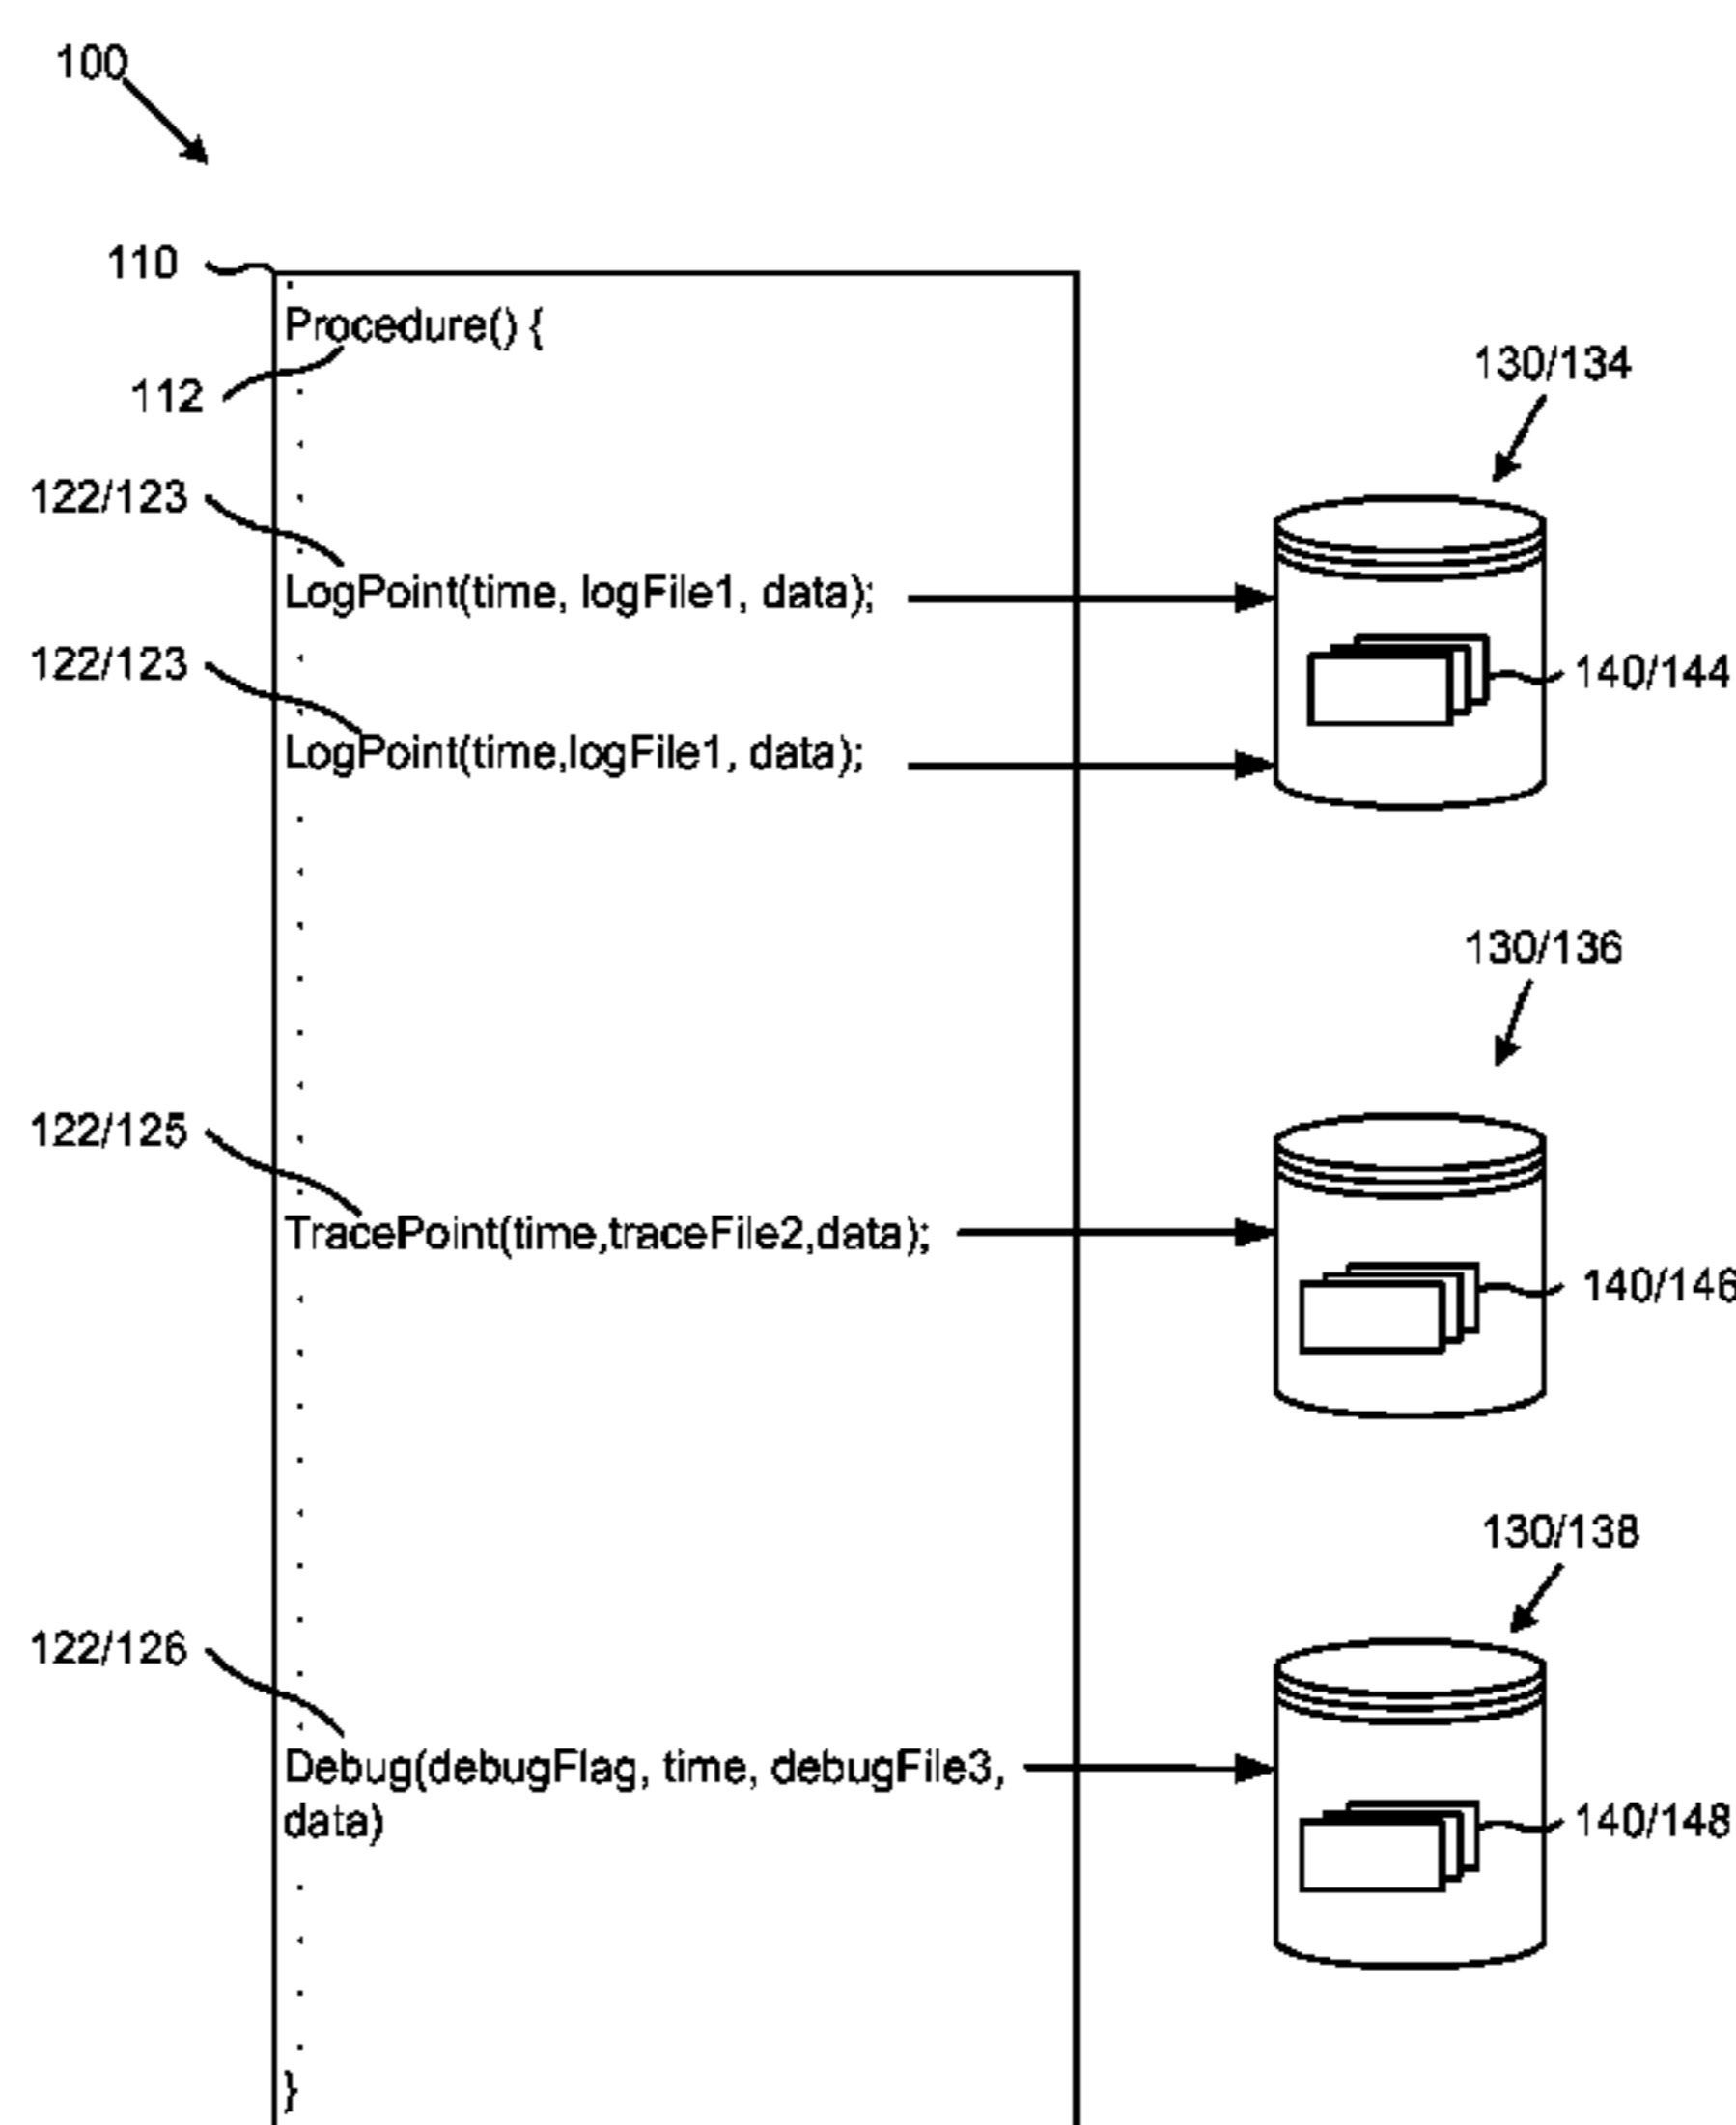 100
110
Procedure() {
112
130/134
122/123
LogPoint(time, logFile1, data);
122/123
140/144
LogPoint(time,logFile1, data);
130/136
122/125
TracePoint(time,traceFile2,data);
140/146
130/138
122/126
Debug(debugFlag, time, debugFile3,
data)
140/148
}